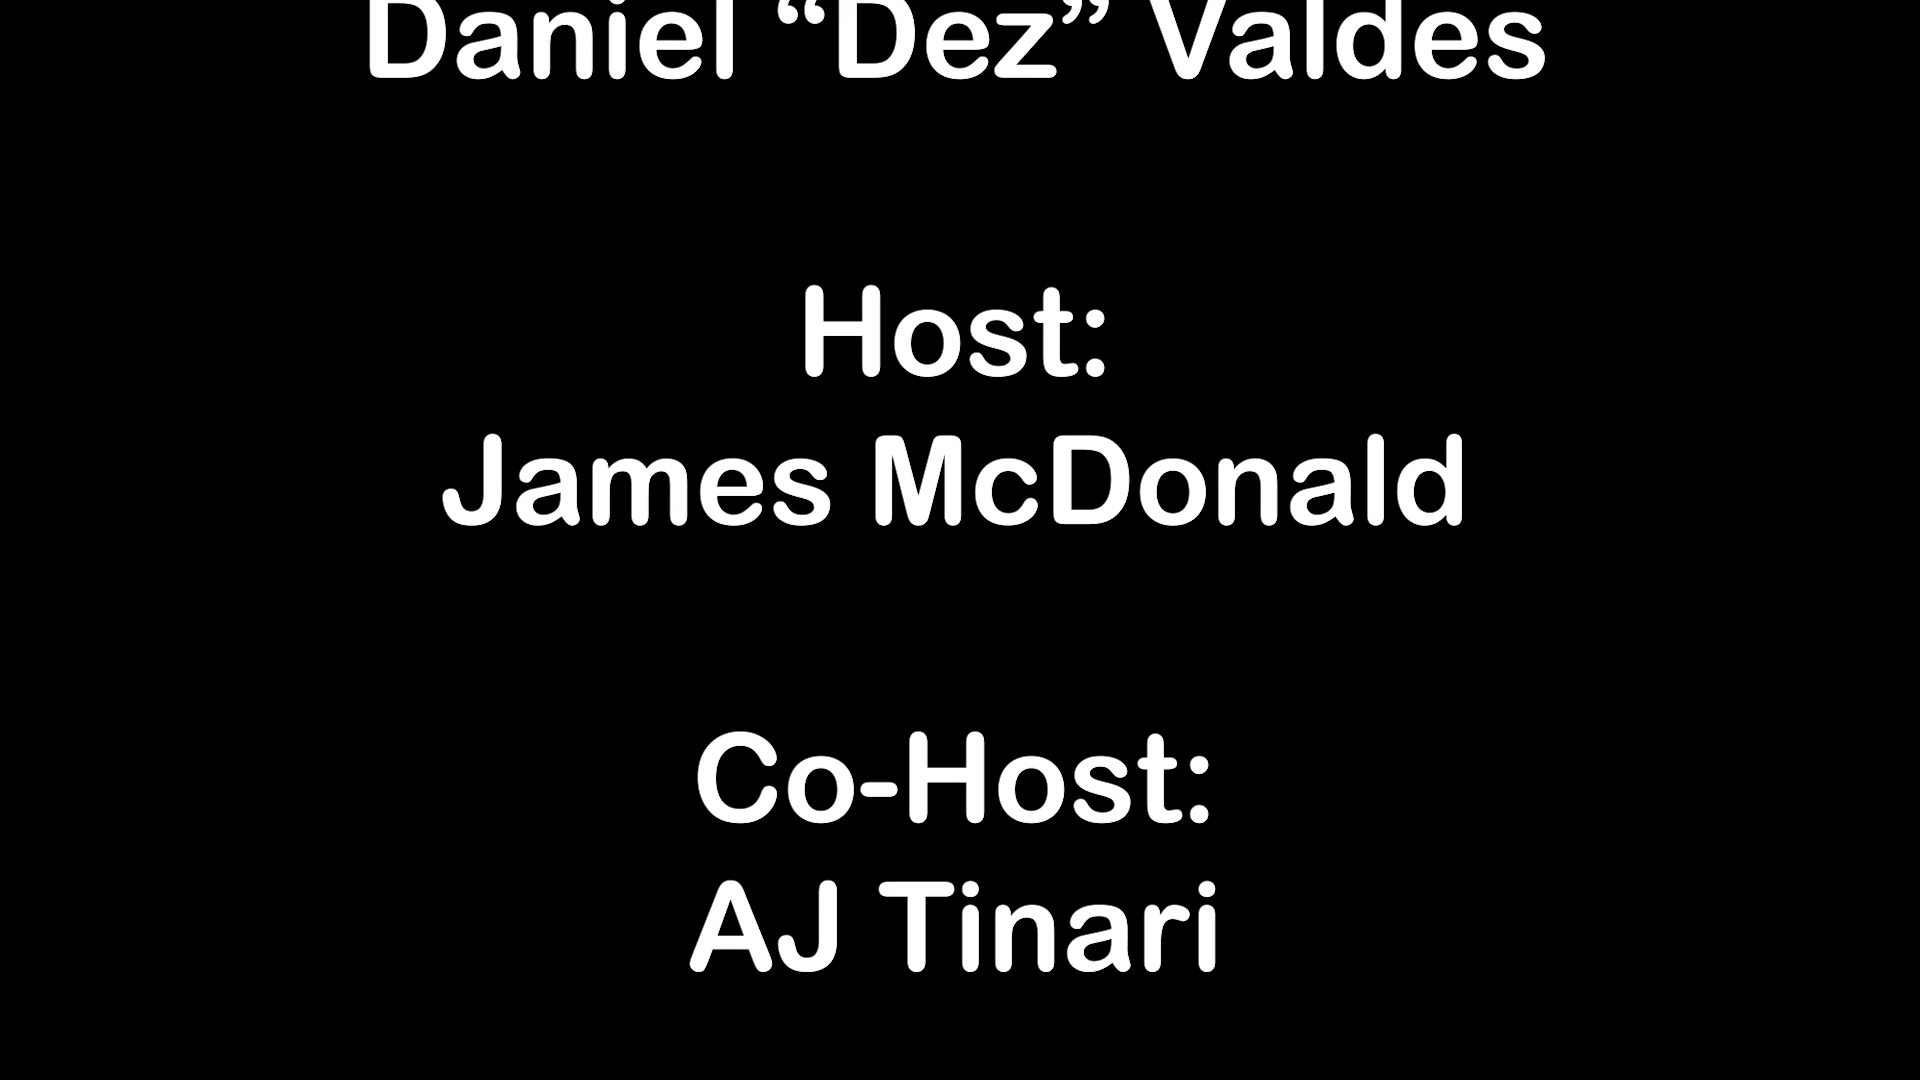 Daniel “Dez” Valdes
Host:
James McDonald
Co-Host:
AJ Tinari